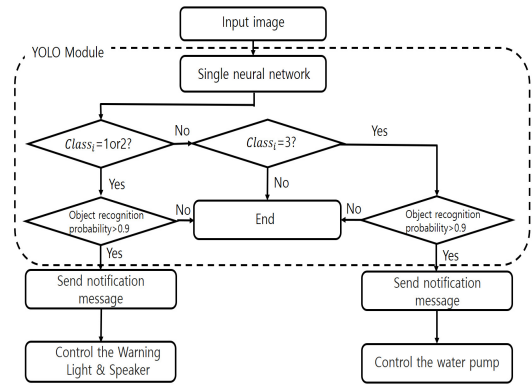 Input image
YOLO Module
Single neural network
Classᵢ=1or2?
No
Classᵢ=3?
Yes
Yes
No
Object recognition
probability>0.9
No
End
No
Object recognition
probability>0.9
Yes
Yes
Send notification
message
Send notification
message
Control the Warning
Light & Speaker
Control the water pump